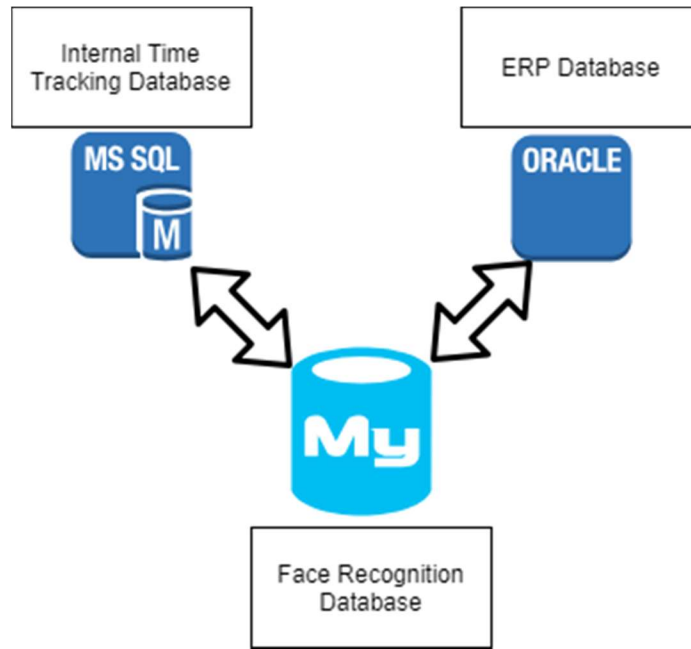 Internal Time
Tracking Database
ERP Database
MS SQL
M
ORACLE
My
Face Recognition
Database